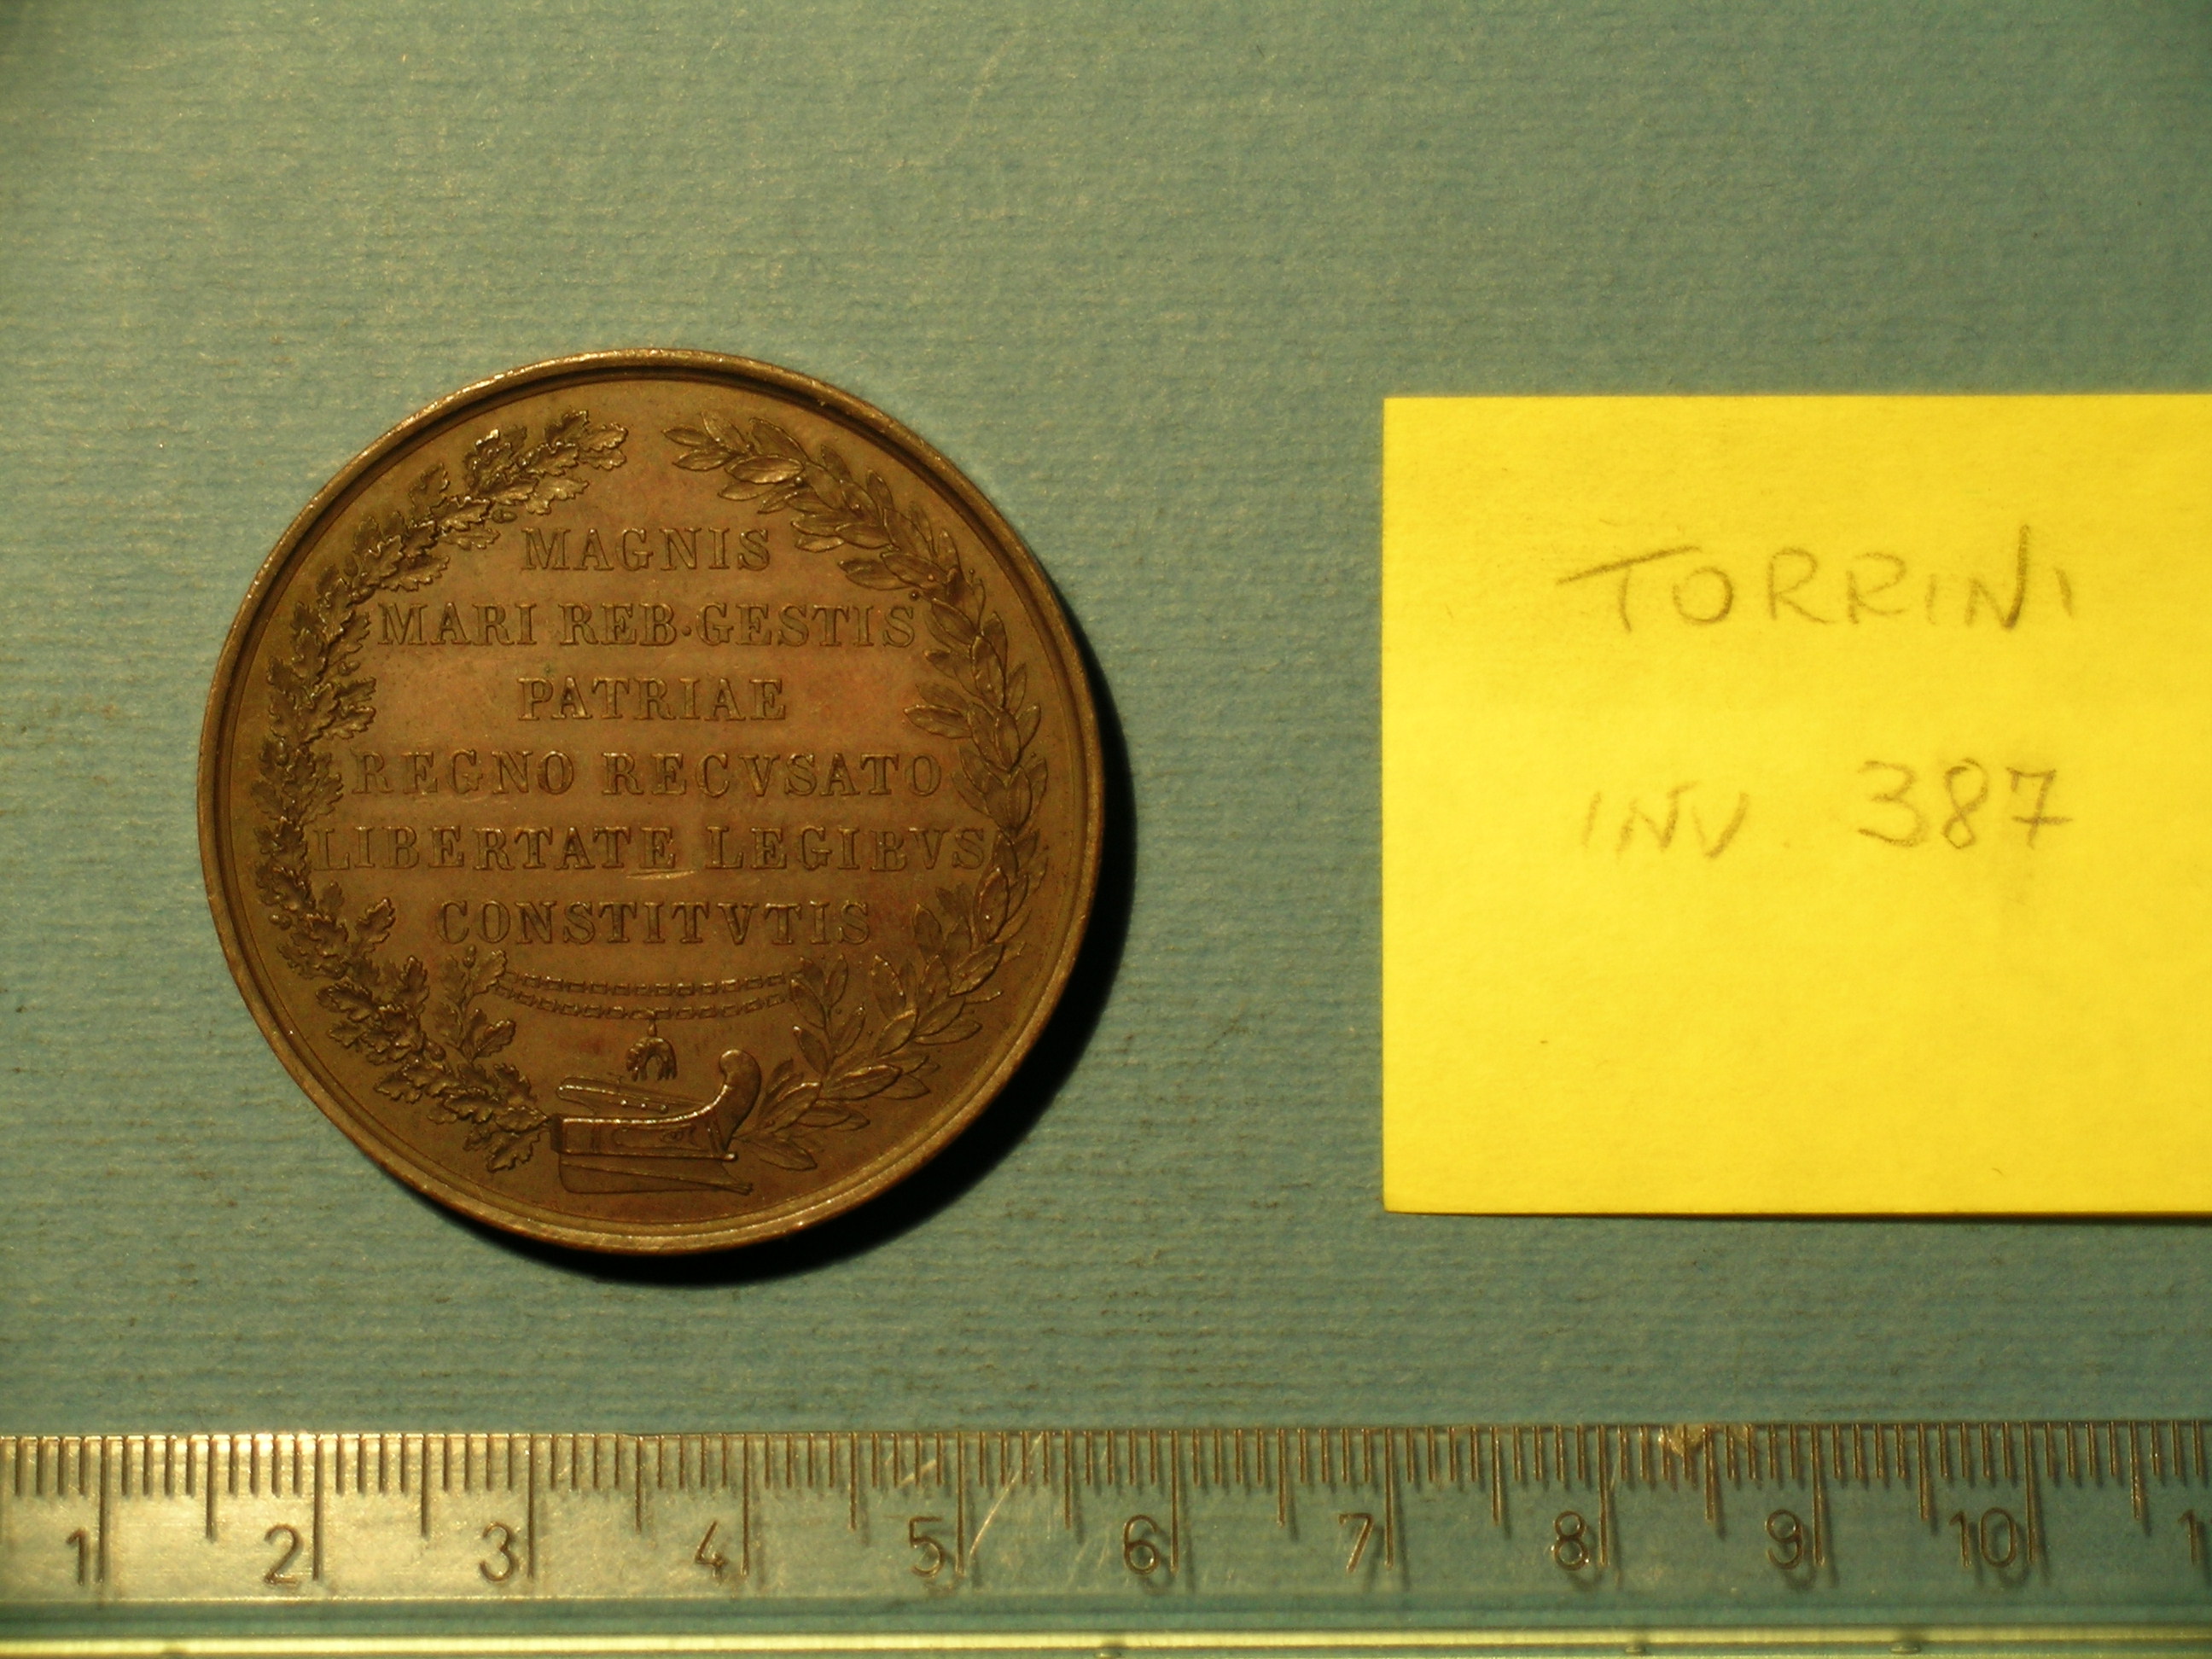 MAGNIS
MARI REB·GESTIS
PATRIAE
REGNO RECVSATO
LIBERTATE LEGIBVS
CONSTITVTIS
TORRINI
INV. 387
1 2 3 4 5 6 7 8 9 10